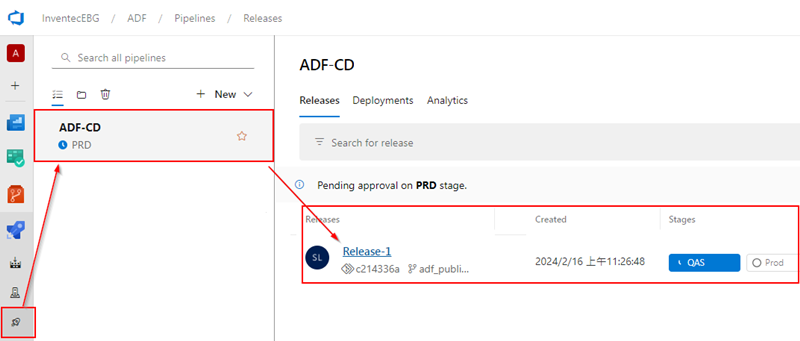 InventecEBG / ADF / Pipelines / Releases
A
Search all pipelines
New
ADF-CD
PRD
ADF-CD
Releases Deployments Analytics
Search for release
Pending approval on PRD stage.
Releases Created Stages
SL
Release-1
c214336a adf_publi...
2024/2/16 上午11:26:48
QAS
Prod